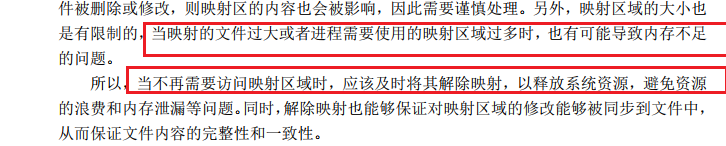 件被删除或修改，则映射区的内容也会被影响，因此需要谨慎处理。另外，映射区域的大小也
是有限制的，当映射的文件过大或者进程需要使用的映射区域过多时，也有可能导致内存不足
的问题。
所以，当不再需要访问映射区域时，应该及时将其解除映射，以释放系统资源，避免资源
的浪费和内存泄漏等问题。同时，解除映射也能够保证对映射区域的修改能够被同步到文件中，
从而保证文件内容的完整性和一致性。